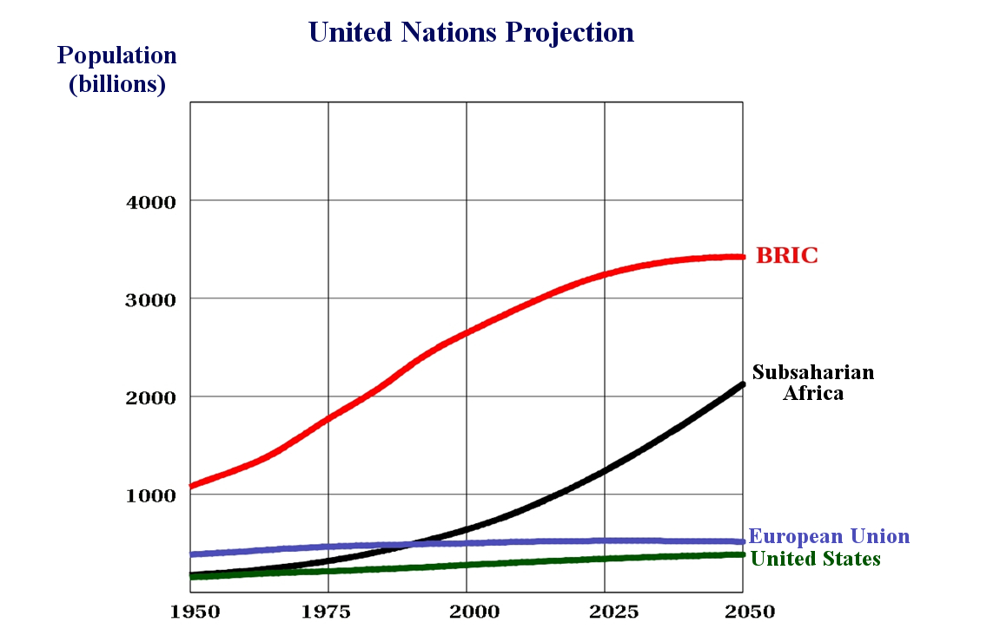 United Nations Projection
Population
(billions)
4000
3000
2000
1000
BRIC
Subsaharian
Africa
European Union
United States
1950
1975
2000
2025
2050